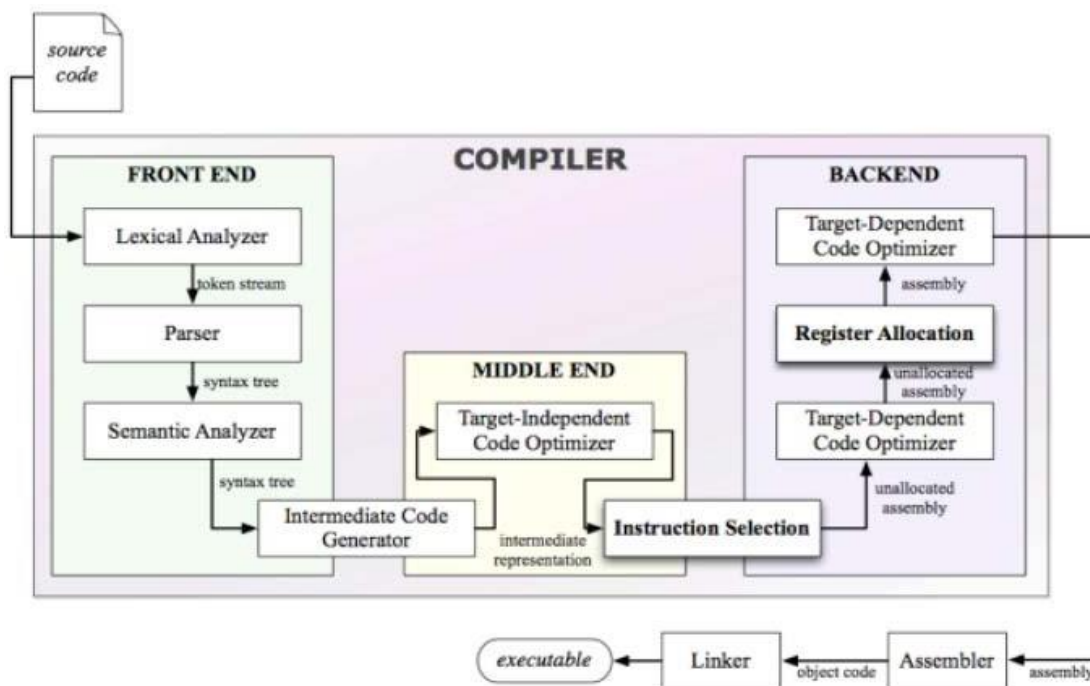 source
code
COMPILER
FRONT END
Lexical Analyzer
token stream
Parser
syntax tree
Semantic Analyzer
syntax tree
Intermediate Code
Generator
MIDDLE END
Target-Independent
Code Optimizer
intermediate
representation
Instruction Selection
BACKEND
Target-Dependent
Code Optimizer
assembly
Register Allocation
unallocated
assembly
Target-Dependent
Code Optimizer
unallocated
assembly
executable
Linker
object code
Assembler
assembly